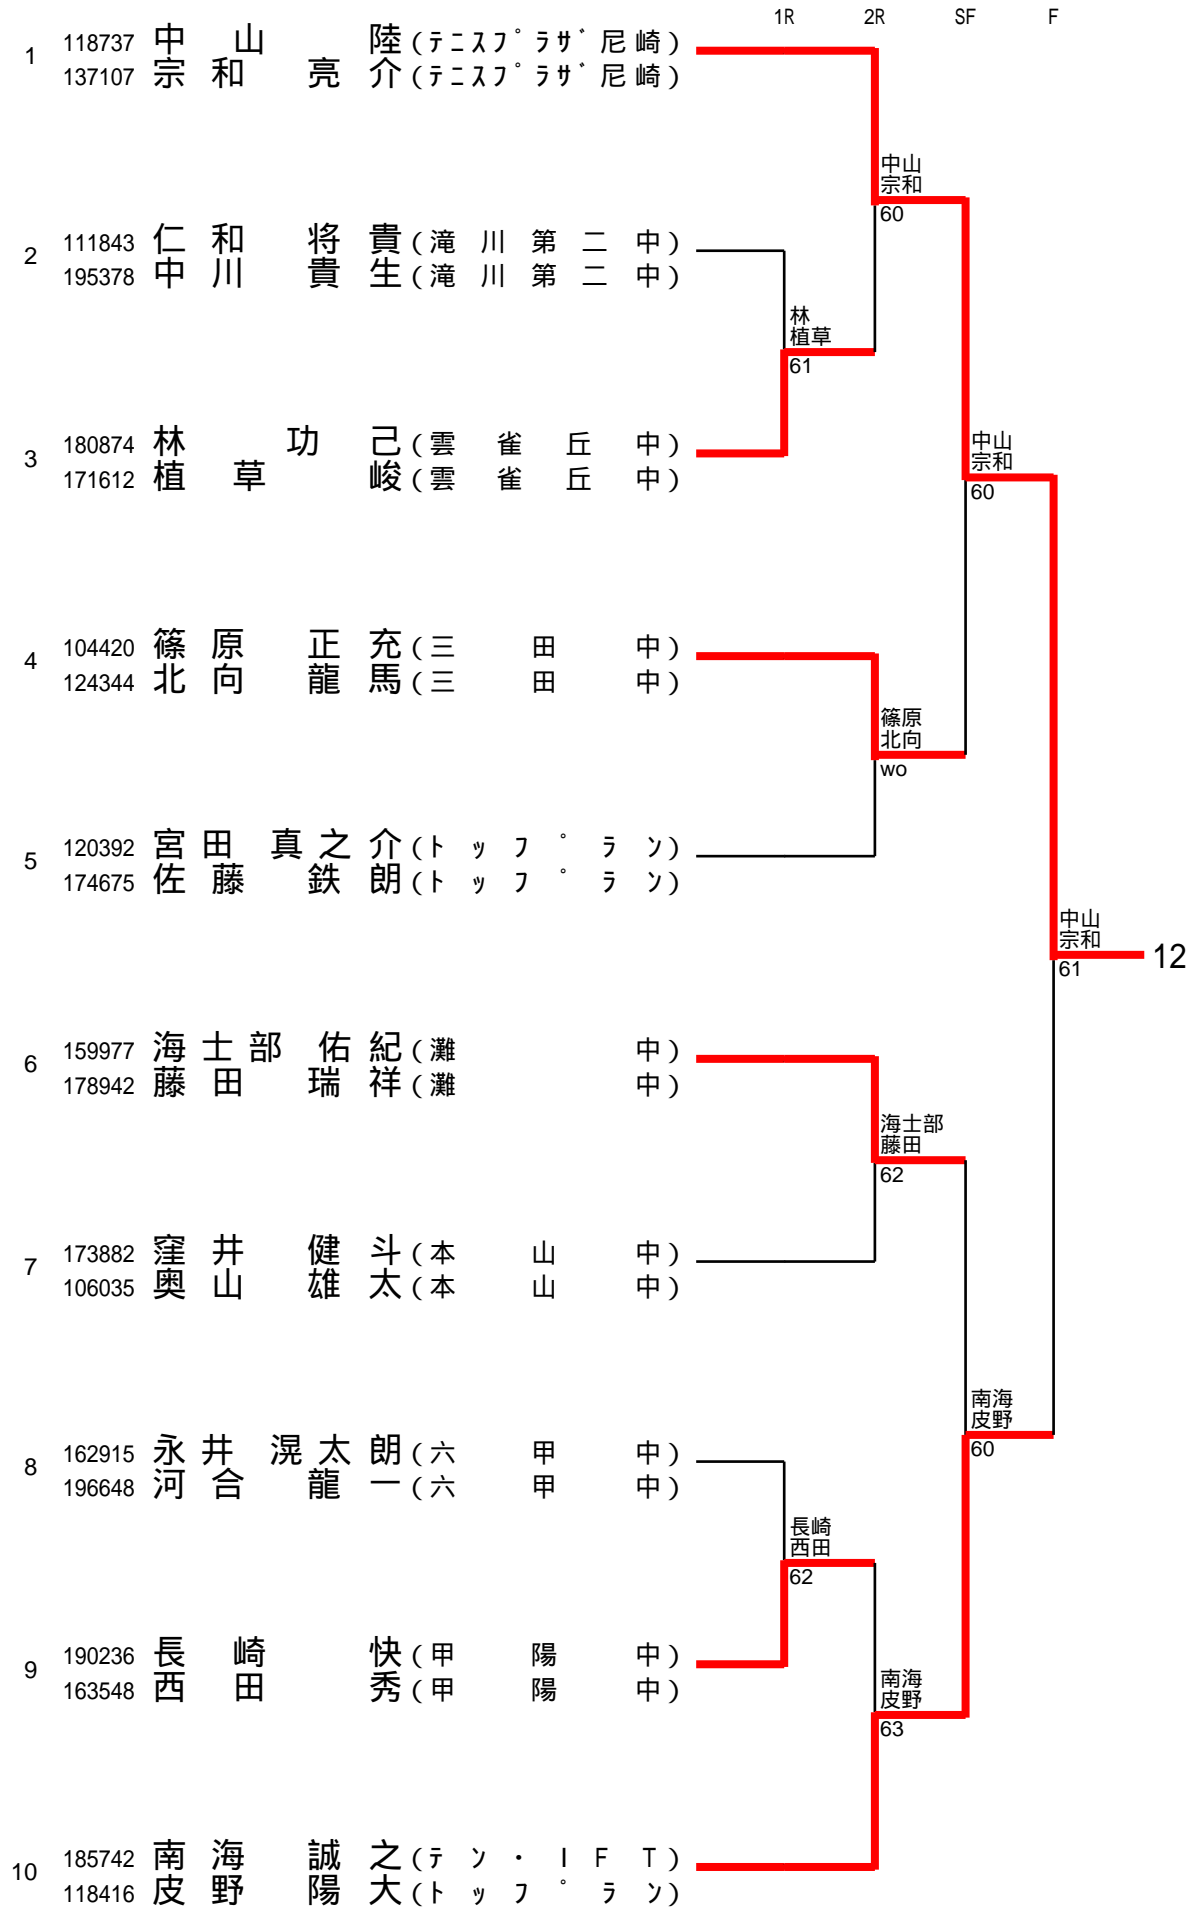 1R 2R SF F
1 118737 中山 陸 (ﾃﾆｽﾌﾟﾗｻﾞ尼崎)
137107 宗和 亮介 (ﾃﾆｽﾌﾟﾗｻﾞ尼崎)
中山
宗和
60
2 111843 仁和 将貴 (滝川第二中)
195378 中川 貴生 (滝川第二中)
林
植草
61
3 180874 林 功己 (雲雀丘中)
171612 植草 峻 (雲雀丘中)
中山
宗和
60
4 104420 篠原 正充 (三田中)
124344 北向 龍馬 (三田中)
篠原
北向
wo
5 120392 宮田 真之介 (ﾄｯﾌﾟﾗﾝ)
174675 佐藤 鉄朗 (ﾄｯﾌﾟﾗﾝ)
中山
宗和
61
12
6 159977 海士部 佑紀 (灘中)
178942 藤田 瑞祥 (灘中)
海士部
藤田
62
7 173882 窪井 健斗 (本山中)
106035 奥山 雄太 (本山中)
南海
皮野
60
8 162915 永井 滉太朗 (六甲中)
196648 河合 龍一 (六甲中)
長崎
西田
62
9 190236 長崎 快 (甲陽中)
163548 西田 秀 (甲陽中)
南海
皮野
63
10 185742 南海 誠之 (ﾃﾝ・ＩＦＴ)
118416 皮野 陽大 (ﾄｯﾌﾟﾗﾝ)